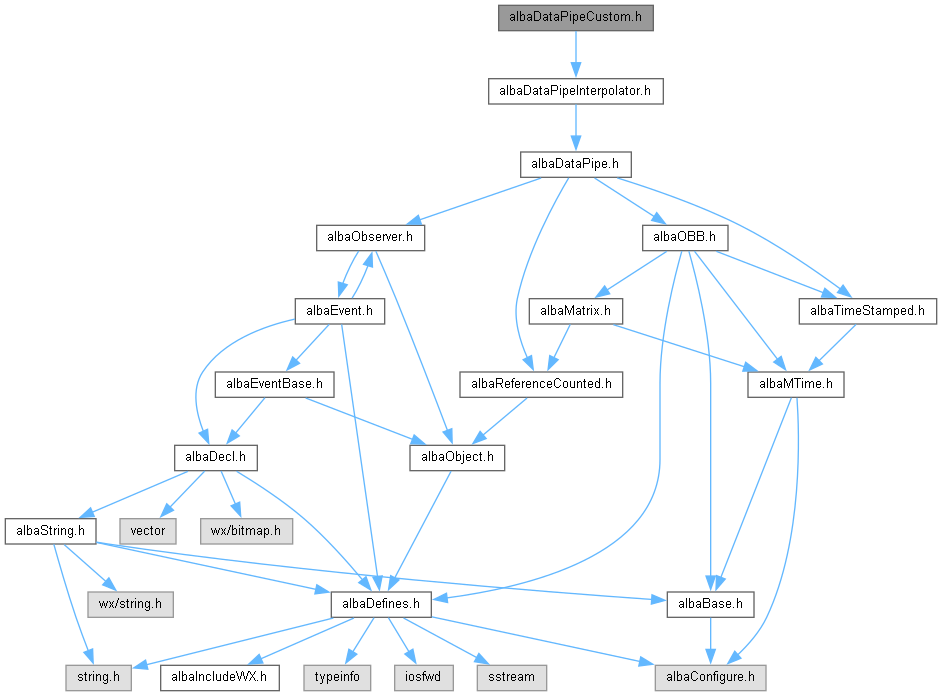 albaDataPipeCustom.h
albaDataPipeInterpolator.h
albaDataPipe.h
albaObserver.h
albaOBB.h
albaEvent.h
albaMatrix.h
albaTimeStamped.h
albaEventBase.h
albaReferenceCounted.h
albaMTime.h
albaDecl.h
albaObject.h
albaString.h
vector
wx/bitmap.h
wx/string.h
albaDefines.h
albaBase.h
string.h
albaIncludeWX.h
typeinfo
iosfwd
sstream
albaConfigure.h